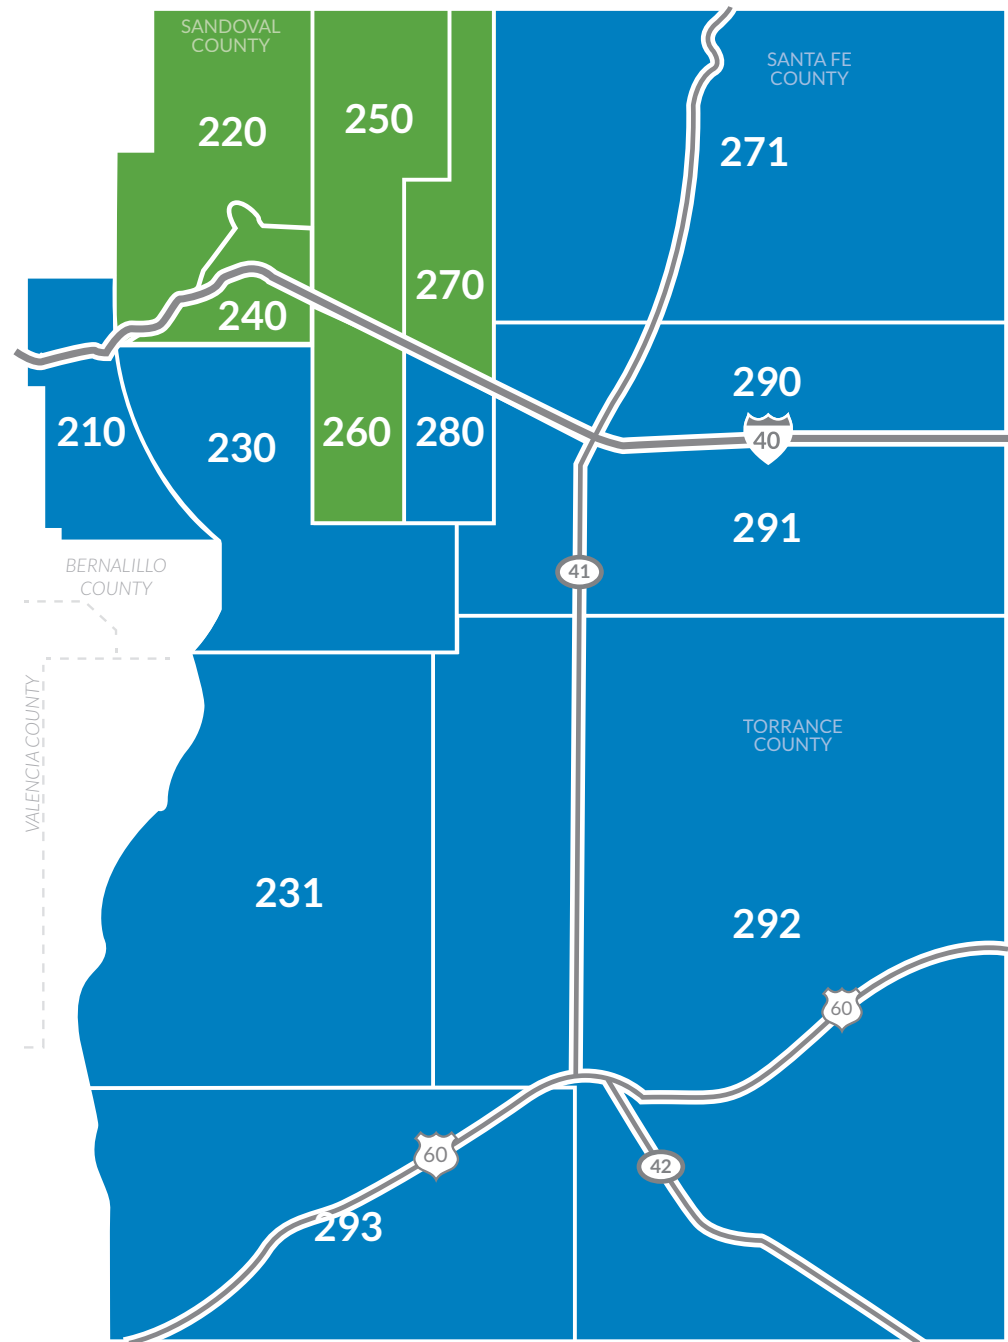 SANDOVAL
COUNTY
SANTA FE
COUNTY
220
250
271
270
240
290
210
230
260
280
40
291
BERNALILLO
COUNTY
41
VALENCIA COUNTY
TORRANCE
COUNTY
231
292
60
60
42
293